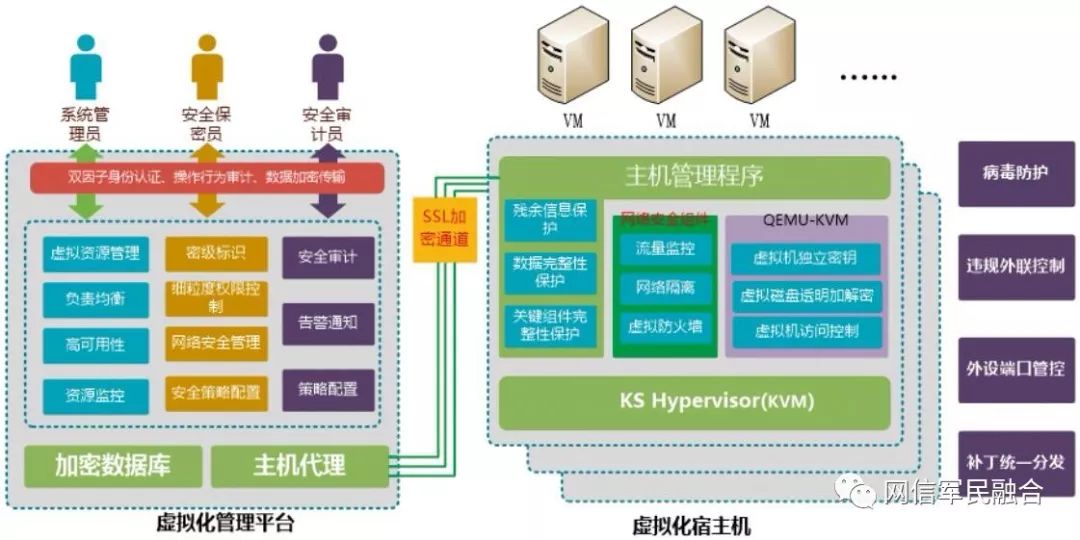 系统管
理员
安全保
密员
安全审
计员
双因子身份认证、操作行为审计、数据加密传输
虚拟资源管理
负责均衡
高可用性
资源监控
密级标识
细粒度权限控
制
网络安全管理
安全策略配置
安全审计
告警通知
策略配置
加密数据库
主机代理
虚拟化管理平台
SSL加
密通道
VM
VM
VM
……
主机管理程序
残余信息保
护
数据完整性
保护
关键组件完
整性保护
网络安全组件
流量监控
网络隔离
虚拟防火墙
QEMU-KVM
虚拟机独立密钥
虚拟磁盘透明加解密
虚拟机访问控制
KS Hypervisor(KVM)
虚拟化宿主机
病毒防护
违规外联控制
外设端口管控
补丁统一分发
网信军民融合